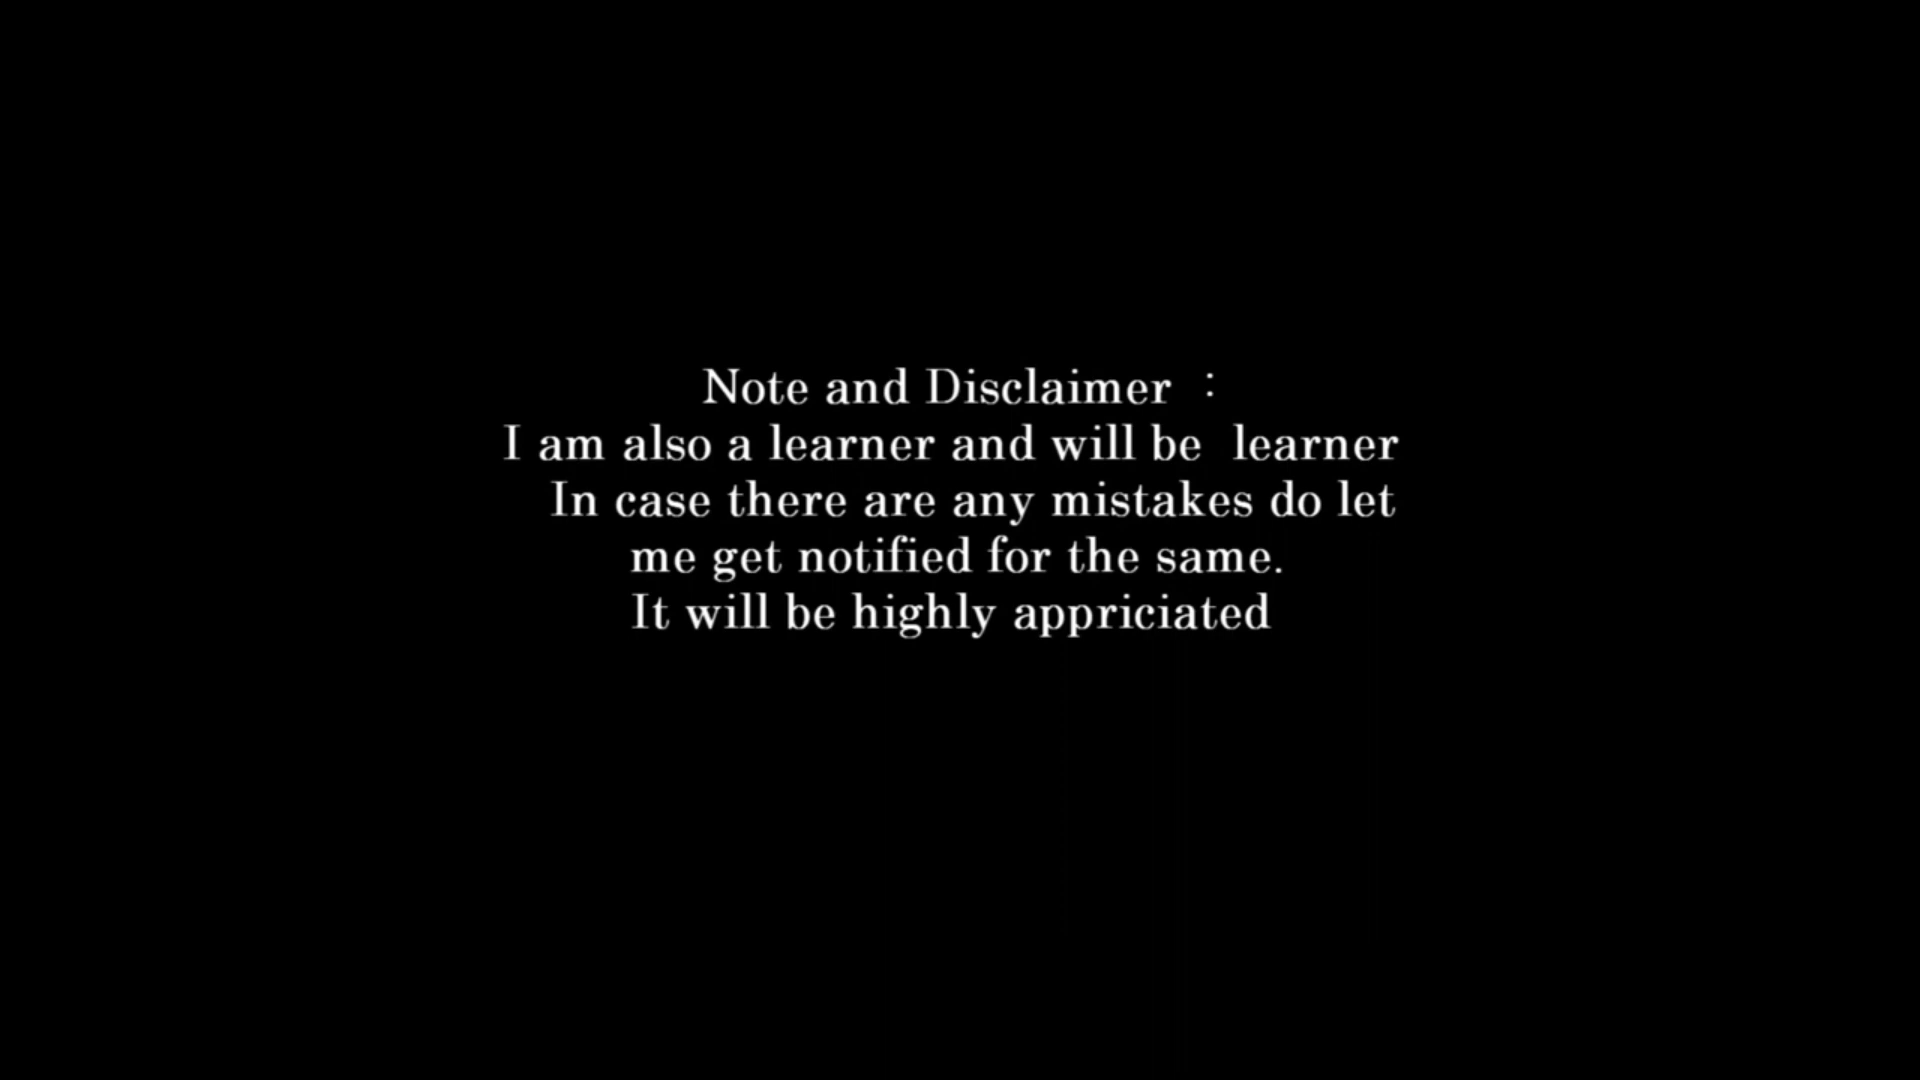 Note and Disclaimer :
I am also a learner and will be learner
In case there are any mistakes do let
me get notified for the same.
It will be highly appriciated